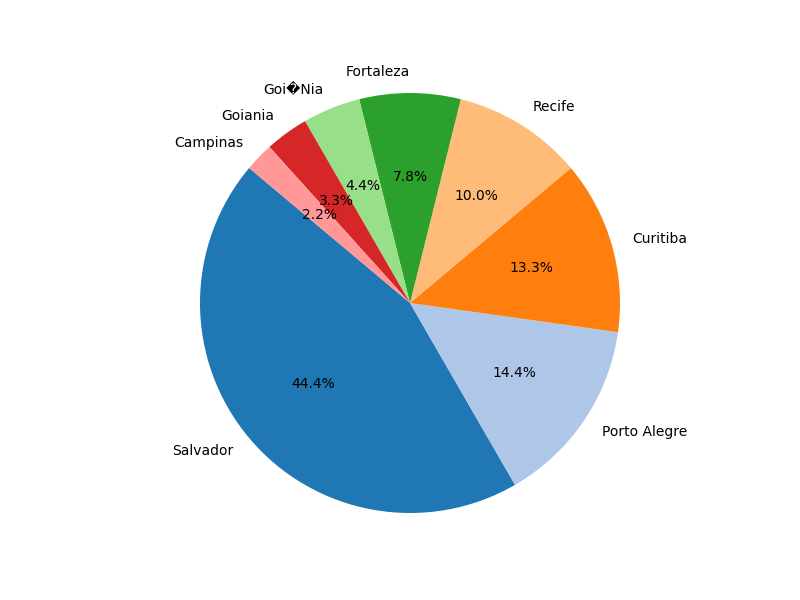 Fortaleza
Goi�Nia
Goiania
Campinas
Recife
Curitiba
Porto Alegre
Salvador
7.8%
4.4%
3.3%
2.2%
10.0%
13.3%
14.4%
44.4%